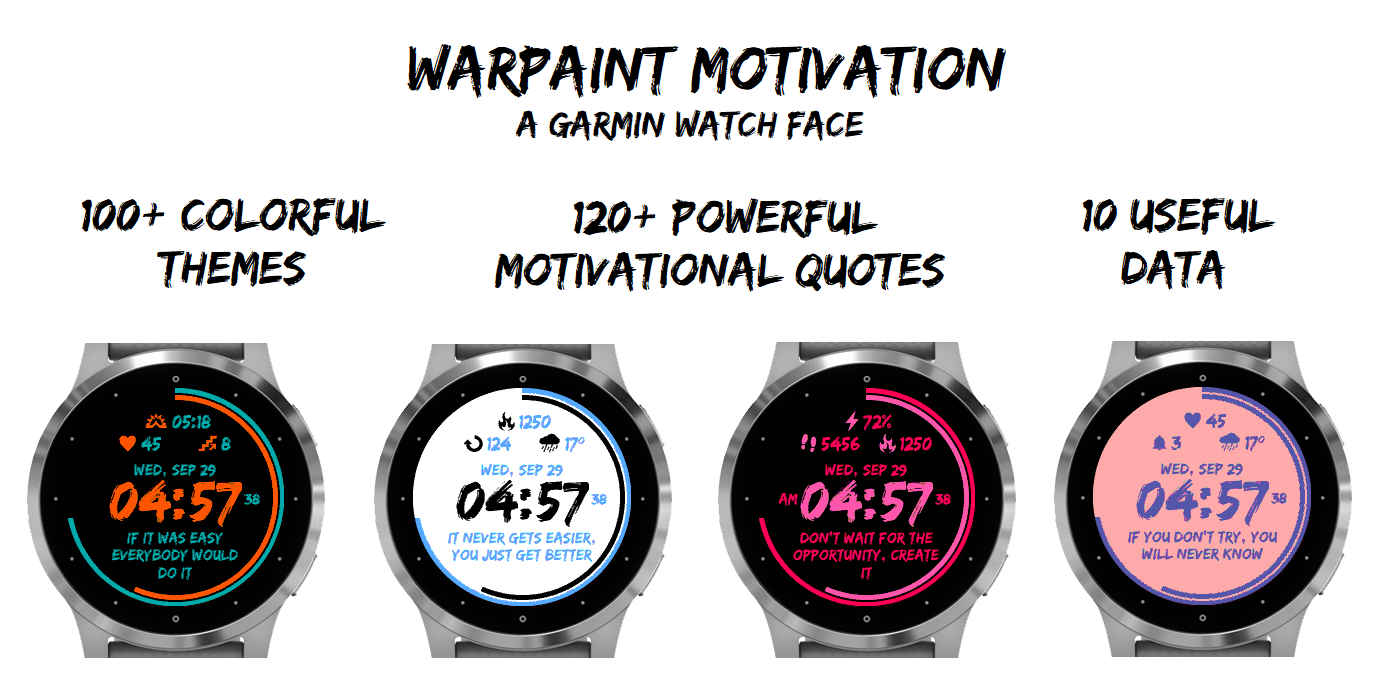 WARPAINT MOTIVATION
A GARMIN WATCH FACE
100+ COLORFUL
THEMES
120+ POWERFUL
MOTIVATIONAL QUOTES
10 USEFUL
DATA
05:18
45 8
WED, SEP 29
04:57 38
IF IT WAS EASY
EVERYBODY WOULD
DO IT
1250
124 17°
WED, SEP 29
04:57 38
IT NEVER GETS EASIER,
YOU JUST GET BETTER
72%
5456 1250
WED, SEP 29
AM 04:57 38
DON'T WAIT FOR THE
OPPORTUNITY, CREATE
IT
45
3 17°
WED, SEP 29
04:57 38
IF YOU DON'T TRY, YOU
WILL NEVER KNOW